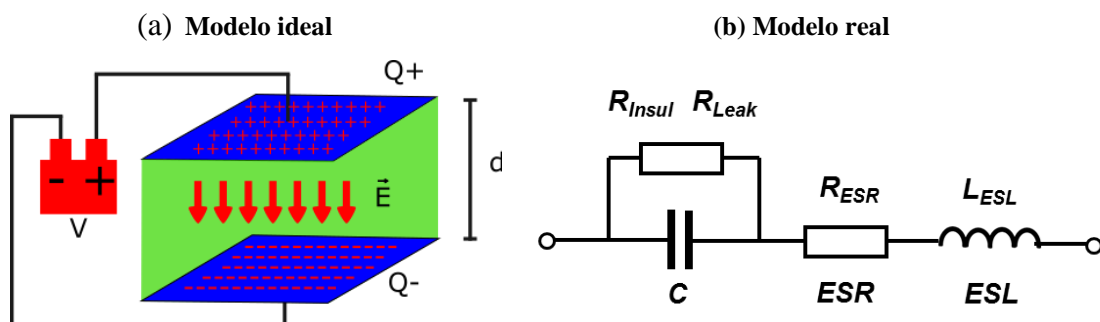 (a) Modelo ideal
Q+
- +
V
E
d
Q-
(b) Modelo real
R_Insul R_Leak
R_ESR
L_ESL
C
ESR
ESL